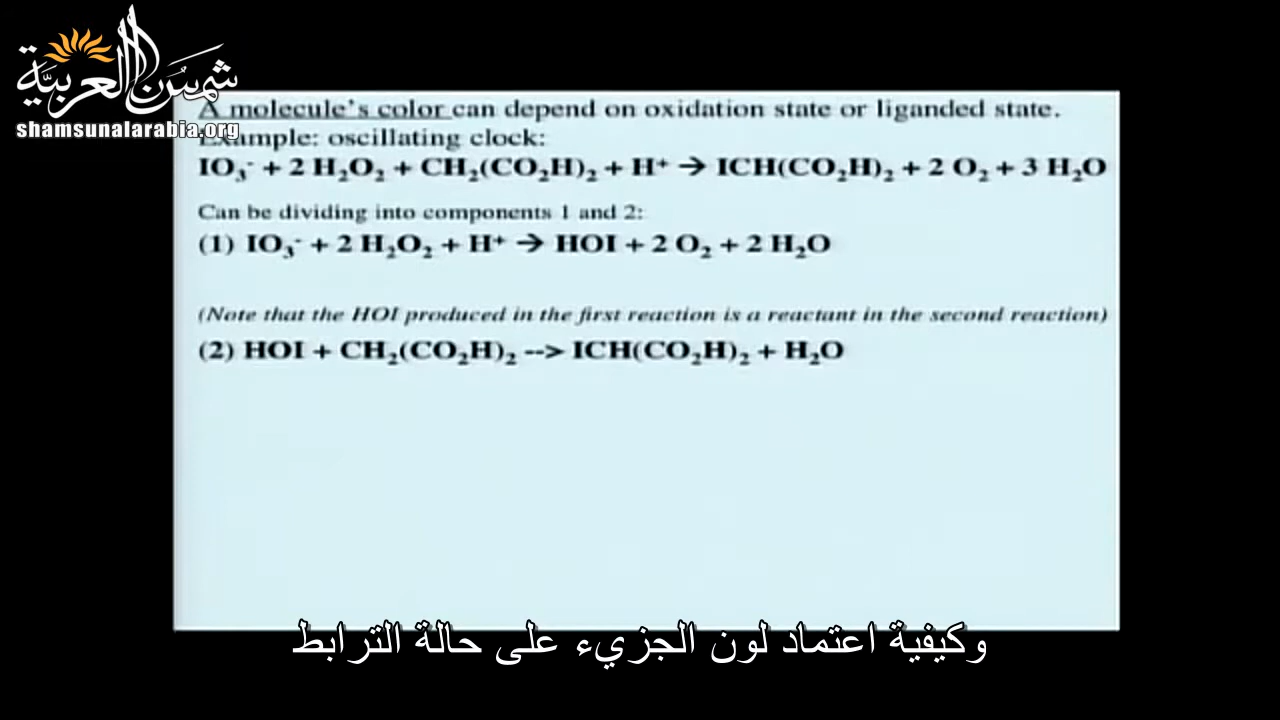 شمس العربية
shamsunalarabia.org
A molecule's color can depend on oxidation state or liganded state.
Example: oscillating clock:
IO₃⁻ + 2 H₂O₂ + CH₂(CO₂H)₂ + H⁺ → ICH(CO₂H)₂ + 2 O₂ + 3 H₂O
Can be dividing into components 1 and 2:
(1) IO₃⁻ + 2 H₂O₂ + H⁺ → HOI + 2 O₂ + 2 H₂O
(Note that the HOI produced in the first reaction is a reactant in the second reaction)
(2) HOI + CH₂(CO₂H)₂ --> ICH(CO₂H)₂ + H₂O
وكيفية اعتماد لون الجزيء على حالة الترابط